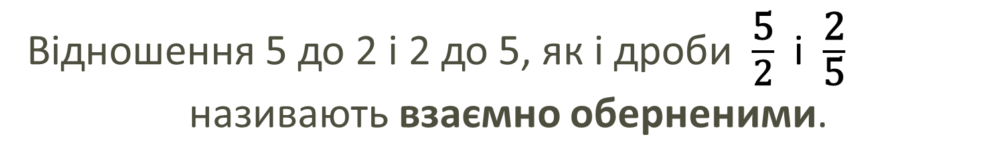 Відношення 5 до 2 і 2 до 5, як і дроби 5/2 і 2/5
називають взаємно оберненими.